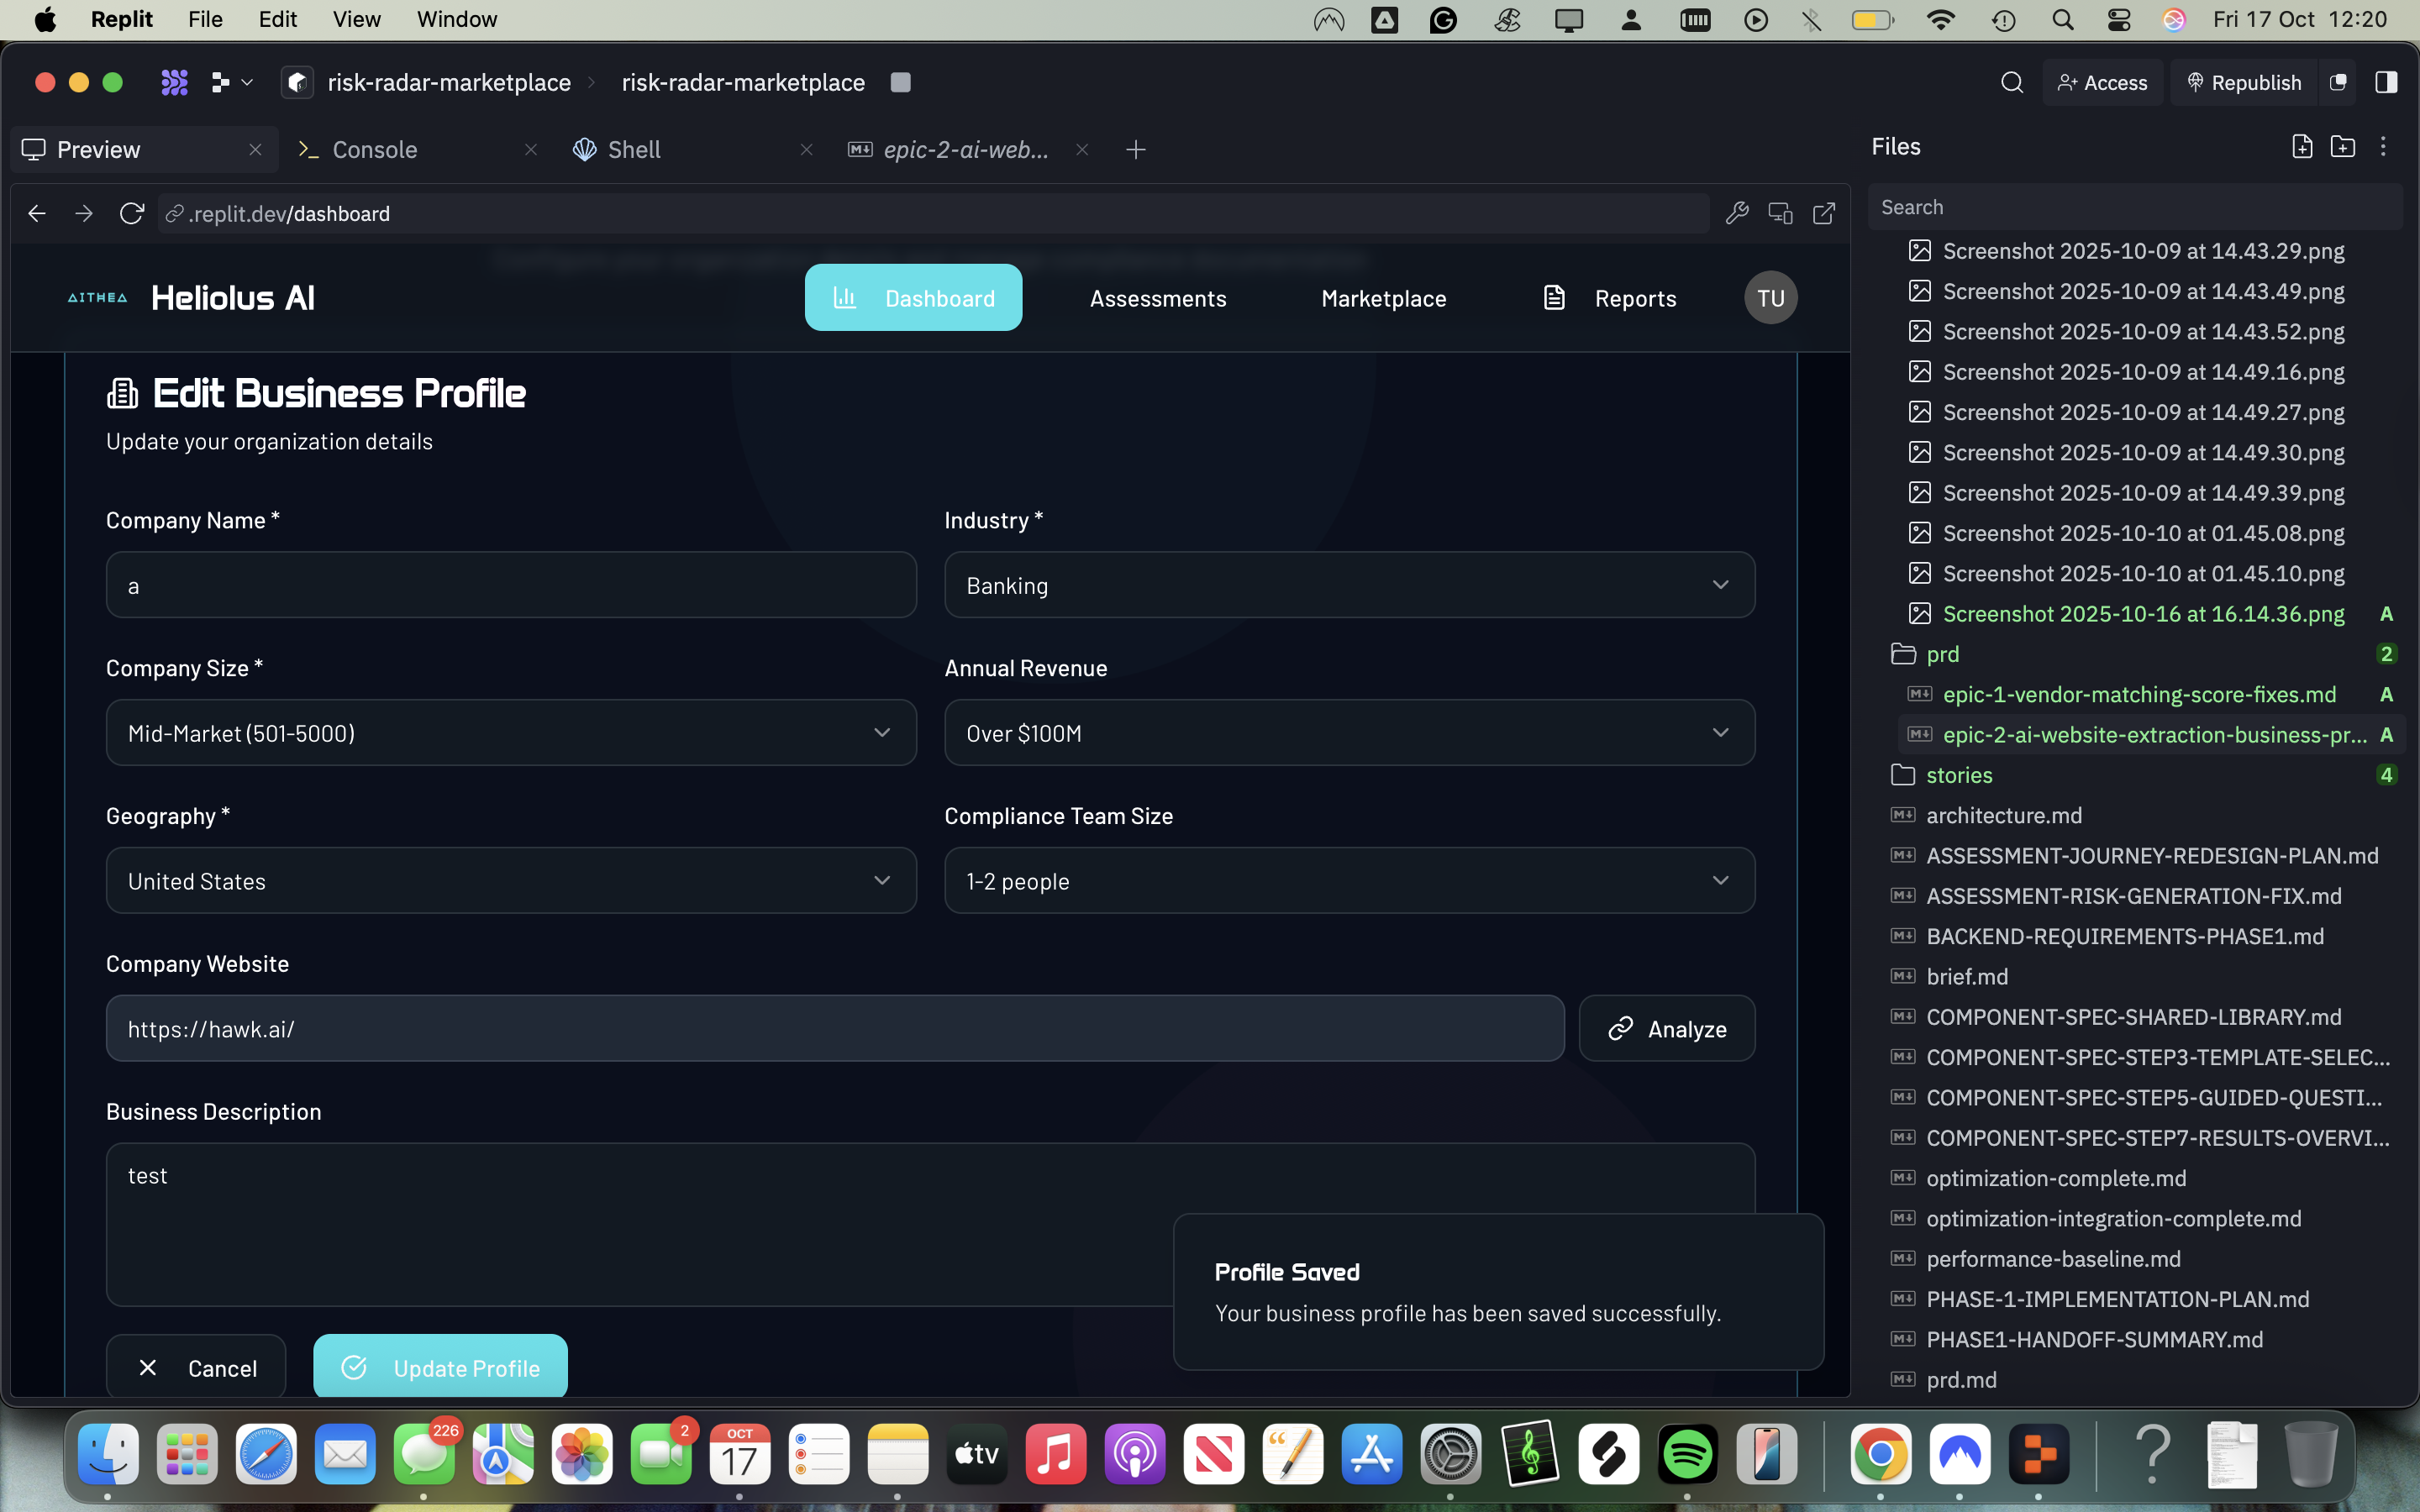 Replit File Edit View Window Fri 17 Oct 12:20
risk-radar-marketplace risk-radar-marketplace Access Republish
Preview Console Shell epic-2-ai-web...
.replit.dev/dashboard
AITHEA Heliolus AI Dashboard Assessments Marketplace Reports TU
Edit Business Profile
Update your organization details
Company Name * Industry *
a Banking
Company Size * Annual Revenue
Mid-Market (501-5000) Over $100M
Geography * Compliance Team Size
United States 1-2 people
Company Website
https://hawk.ai/ Analyze
Business Description
test
Profile Saved
Your business profile has been saved successfully.
Cancel Update Profile
Files
Search
Screenshot 2025-10-09 at 14.43.29.png
Screenshot 2025-10-09 at 14.43.49.png
Screenshot 2025-10-09 at 14.43.52.png
Screenshot 2025-10-09 at 14.49.16.png
Screenshot 2025-10-09 at 14.49.27.png
Screenshot 2025-10-09 at 14.49.30.png
Screenshot 2025-10-09 at 14.49.39.png
Screenshot 2025-10-10 at 01.45.08.png
Screenshot 2025-10-10 at 01.45.10.png
Screenshot 2025-10-16 at 16.14.36.png A
prd 2
epic-1-vendor-matching-score-fixes.md A
epic-2-ai-website-extraction-business-pr... A
stories 4
architecture.md
ASSESSMENT-JOURNEY-REDESIGN-PLAN.md
ASSESSMENT-RISK-GENERATION-FIX.md
BACKEND-REQUIREMENTS-PHASE1.md
brief.md
COMPONENT-SPEC-SHARED-LIBRARY.md
COMPONENT-SPEC-STEP3-TEMPLATE-SELEC...
COMPONENT-SPEC-STEP5-GUIDED-QUESTI...
COMPONENT-SPEC-STEP7-RESULTS-OVERVI...
optimization-complete.md
optimization-integration-complete.md
performance-baseline.md
PHASE-1-IMPLEMENTATION-PLAN.md
PHASE1-HANDOFF-SUMMARY.md
prd.md
226 2 OCT
17 tv